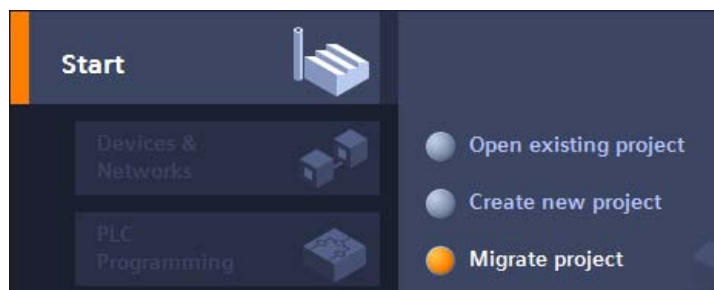 Start
Devices &
Networks
PLC
Programming
Open existing project
Create new project
Migrate project